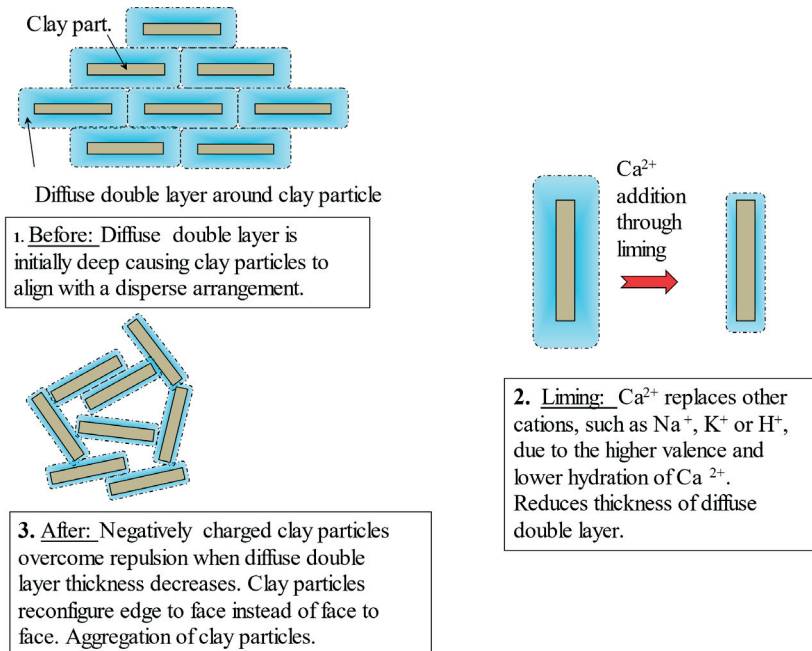 Clay part.
Diffuse double layer around clay particle
1. Before: Diffuse double layer is
initially deep causing clay particles to
align with a disperse arrangement.
Ca²⁺
addition
through
liming
2. Liming: Ca²⁺ replaces other
cations, such as Na⁺, K⁺ or H⁺,
due to the higher valence and
lower hydration of Ca ²⁺.
Reduces thickness of diffuse
double layer.
3. After: Negatively charged clay particles
overcome repulsion when diffuse double
layer thickness decreases. Clay particles
reconfigure edge to face instead of face to
face. Aggregation of clay particles.